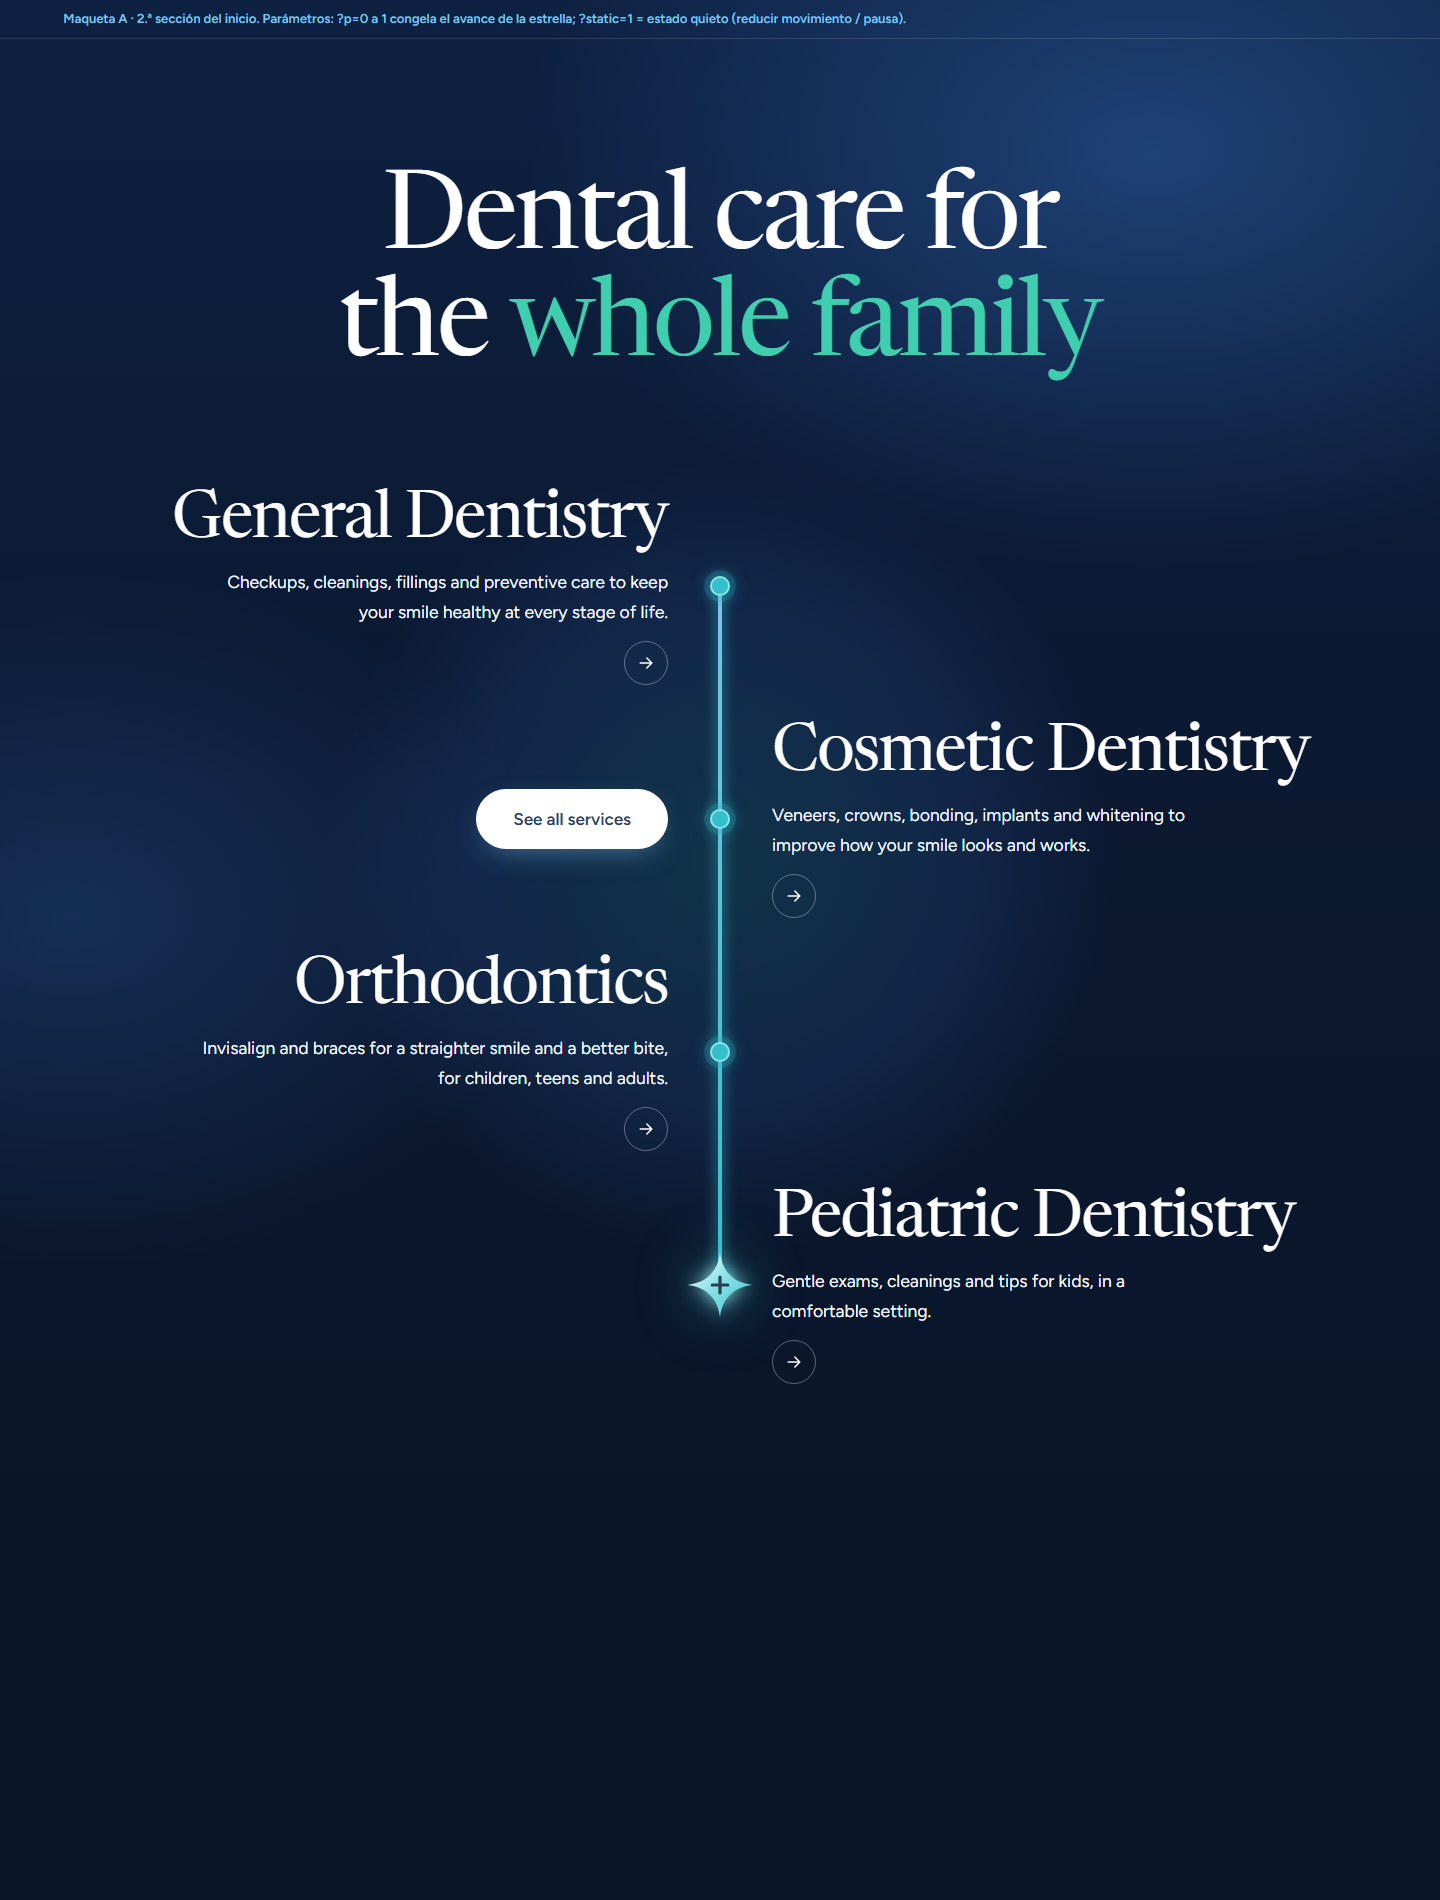 Maqueta A · 2.ª sección del inicio. Parámetros: ?p=0 a 1 congela el avance de la estrella; ?static=1 = estado quieto (reducir movimiento / pausa).
Dental care for
the whole family
General Dentistry
Checkups, cleanings, fillings and preventive care to keep
your smile healthy at every stage of life.
Cosmetic Dentistry
See all services
Veneers, crowns, bonding, implants and whitening to
improve how your smile looks and works.
Orthodontics
Invisalign and braces for a straighter smile and a better bite,
for children, teens and adults.
Pediatric Dentistry
Gentle exams, cleanings and tips for kids, in a
comfortable setting.